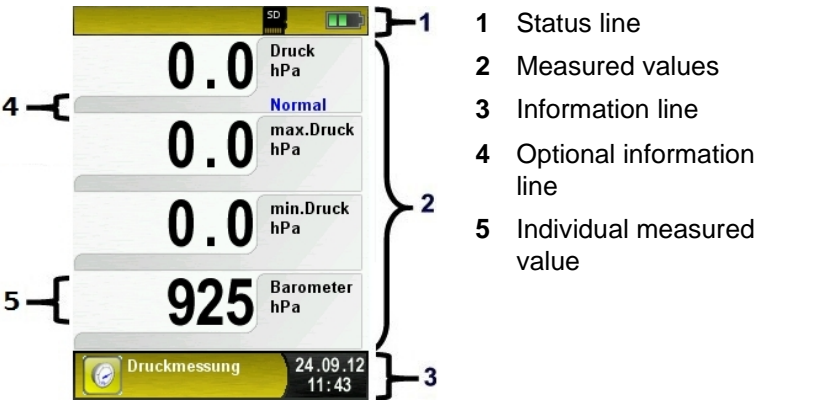 SD
1
0.0 Druck
hPa
4
Normal
0.0 max.Druck
hPa
2
0.0 min.Druck
hPa
5
925 Barometer
hPa
Druckmessung
24.09.12
11:43
3
1 Status line
2 Measured values
3 Information line
4 Optional information
line
5 Individual measured
value